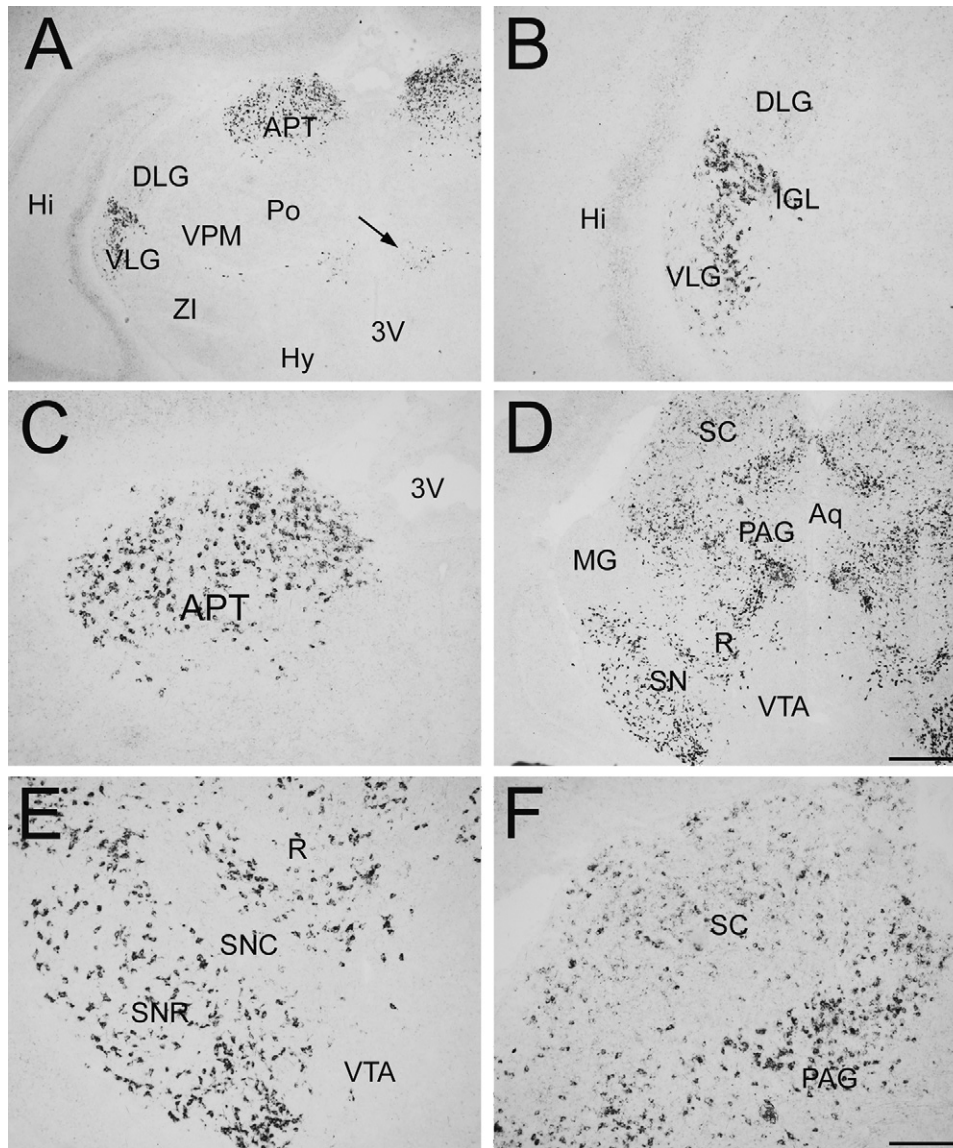 A
APT
DLG
Hi
Po
VPM
VLG
ZI
3V
Hy
B
DLG
IGL
Hi
VLG
C
3V
APT
D
SC
Aq
PAG
MG
R
SN
VTA
E
R
SNC
SNR
VTA
F
SC
PAG